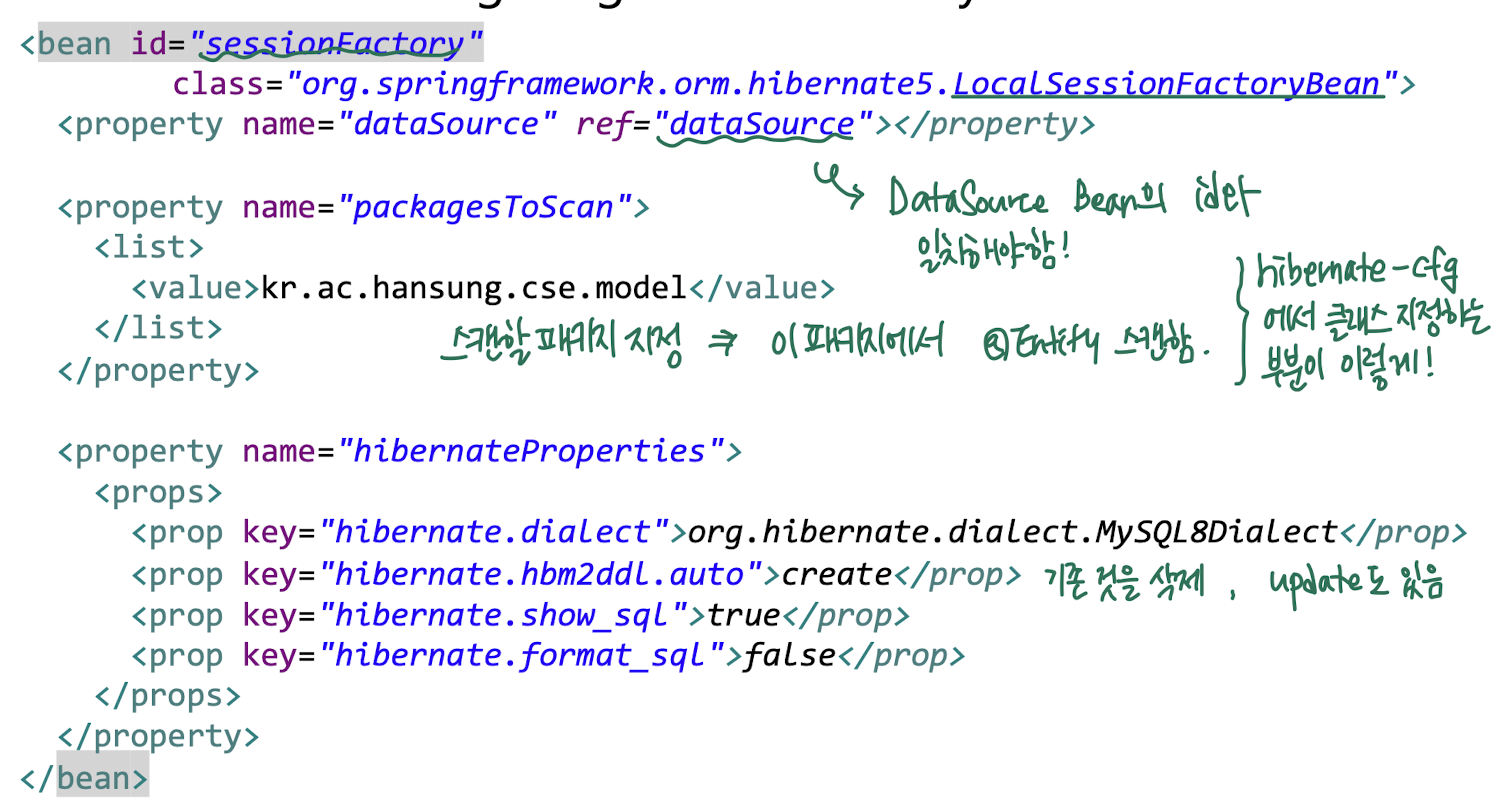 <bean id="sessionFactory"
class="org.springframework.orm.hibernate5.LocalSessionFactoryBean">
<property name="dataSource" ref="dataSource"></property>
DataSource Bean의 id와
일치해야함!
<property name="packagesToScan">
<list>
<value>kr.ac.hansung.cse.model</value>
</list>
스캔할 패키지 지정 ⇒ 이 패키지에서 @Entity 스캔함.
</property>
hibernate-cfg
에서 클래스 지정하는
부분이 이렇게!
<property name="hibernateProperties">
<props>
<prop key="hibernate.dialect">org.hibernate.dialect.MySQL8Dialect</prop>
<prop key="hibernate.hbm2ddl.auto">create</prop> 기존 것을 삭제, update도 있음
<prop key="hibernate.show_sql">true</prop>
<prop key="hibernate.format_sql">false</prop>
</props>
</property>
</bean>